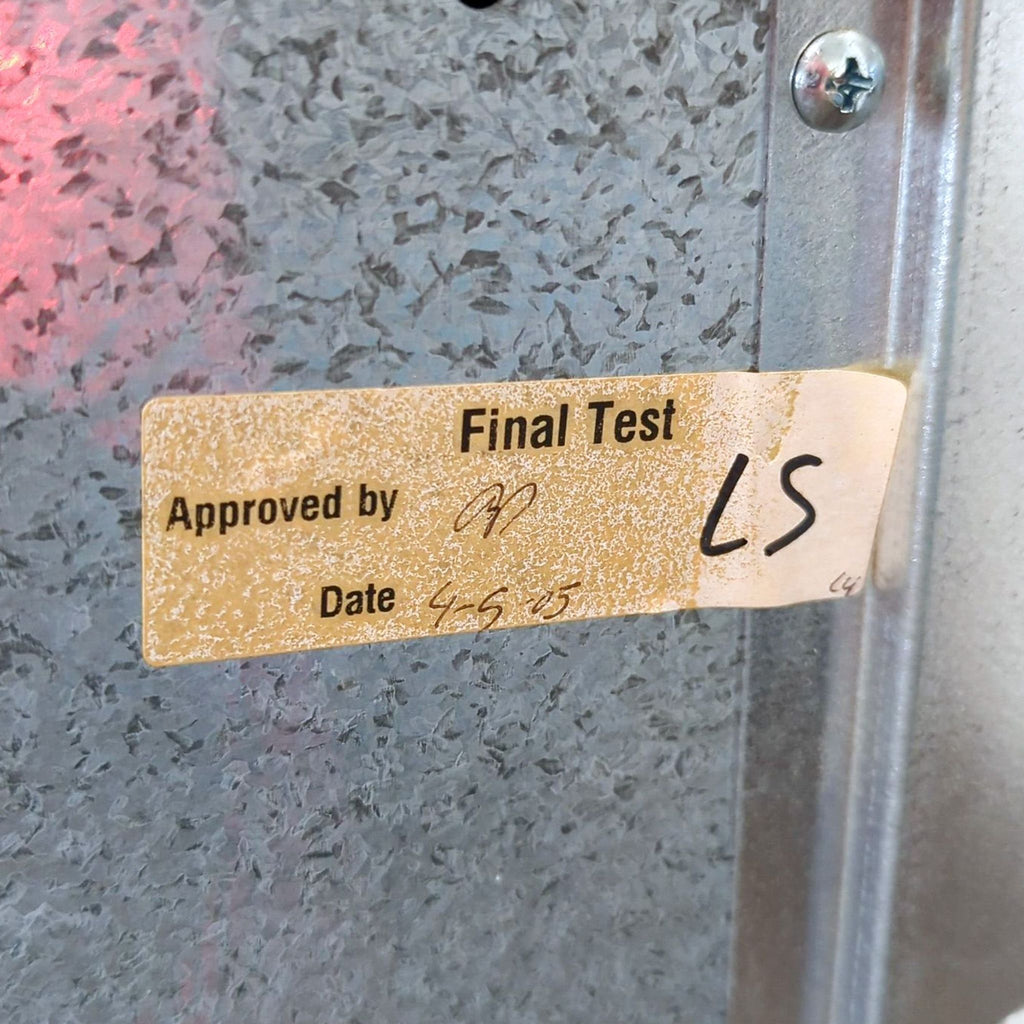 Final Test
Approved by
LS
Date 4-5-05